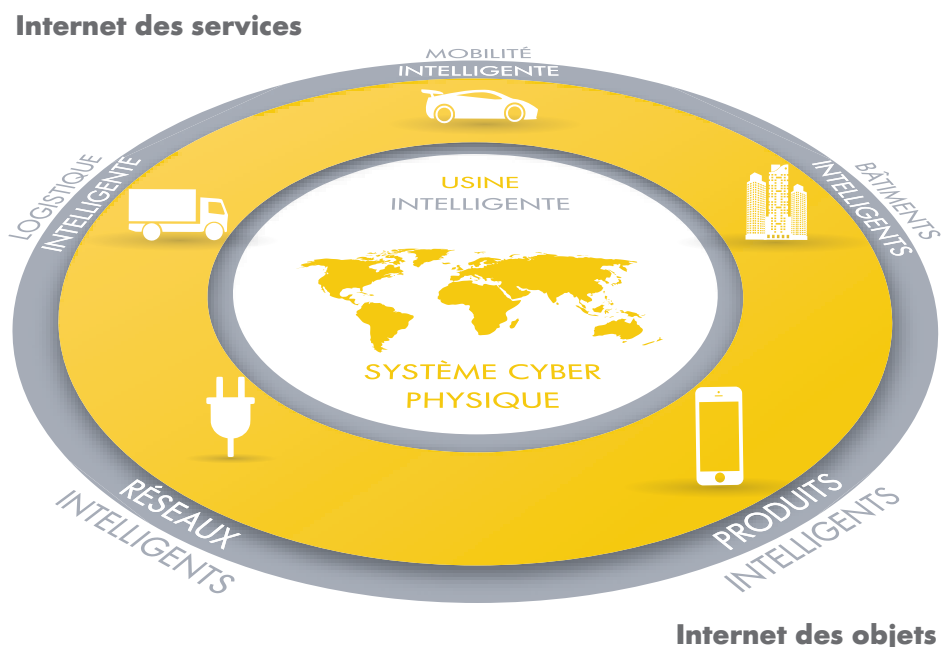 Internet des services
MOBILITÉ
INTELLIGENTE
LOGISTIQUE
INTELLIGENTE
BÂTIMENTS
INTELLIGENTS
USINE
INTELLIGENTE
SYSTÈME CYBER
PHYSIQUE
RÉSEAUX
INTELLIGENTS
PRODUITS
INTELLIGENTS
Internet des objets